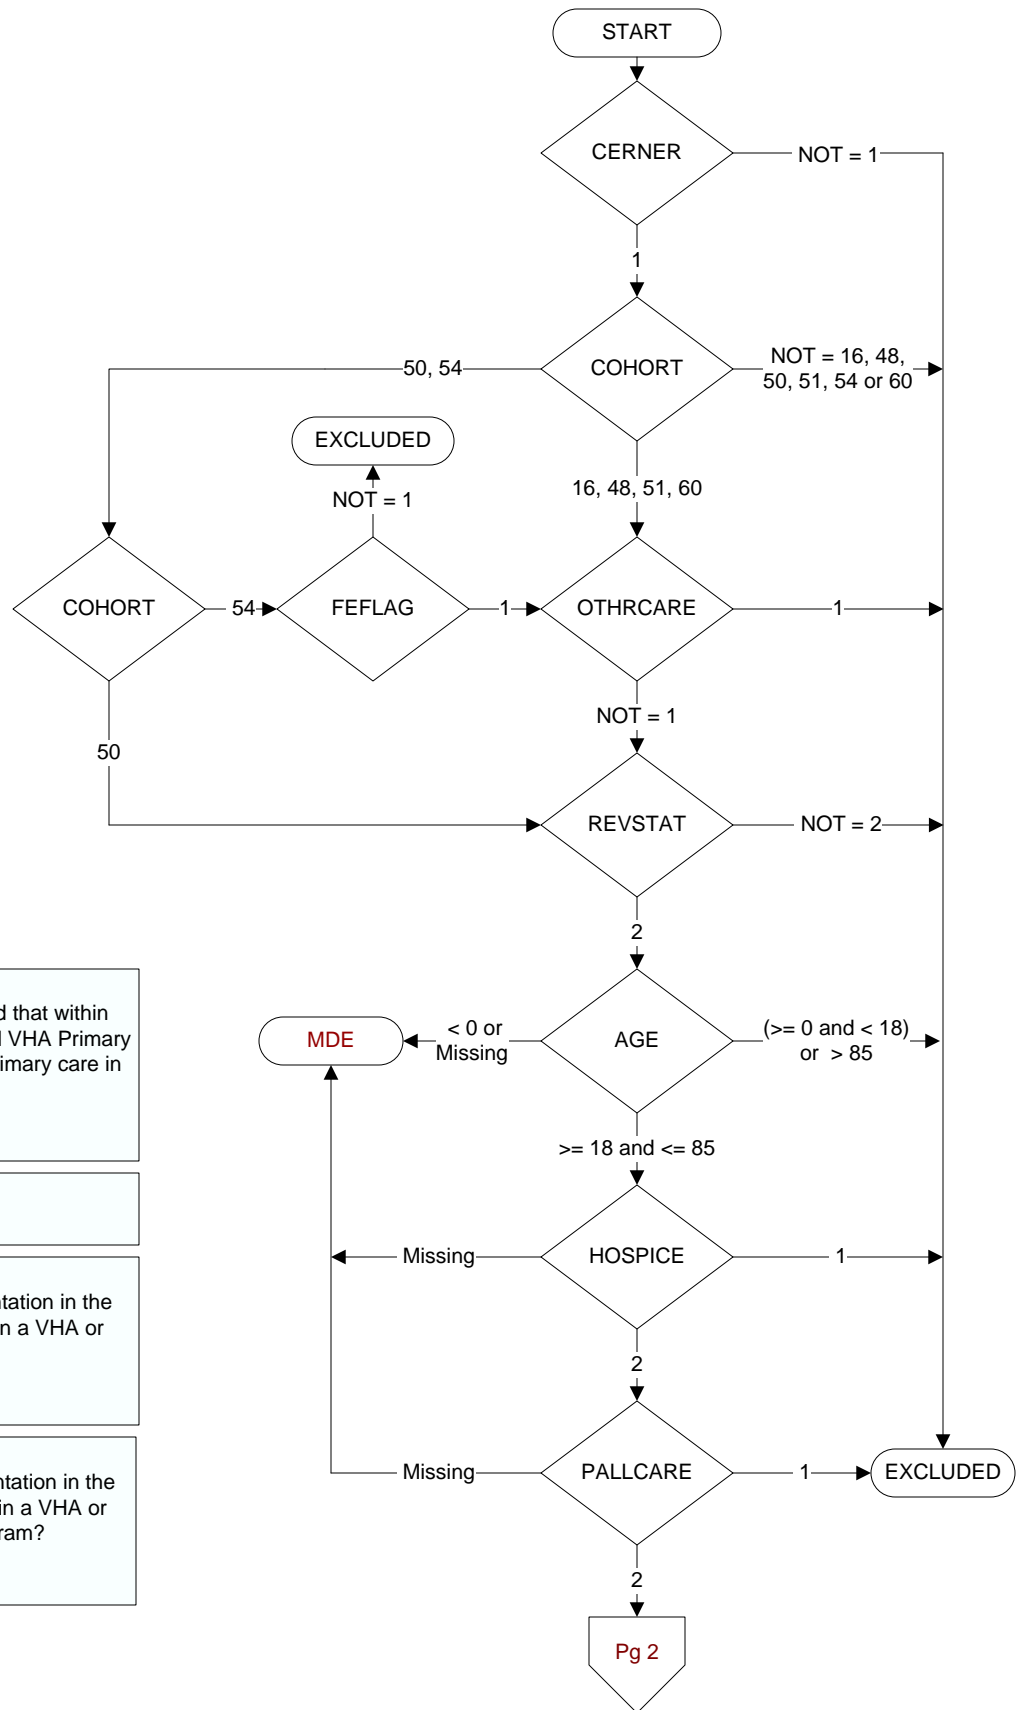 START
CERNER
NOT = 1
1
COHORT
50, 54
NOT = 16, 48,
50, 51, 54 or 60
EXCLUDED
NOT = 1
16, 48, 51, 60
COHORT
54
FEFLAG
1
OTHRCARE
1
NOT = 1
50
REVSTAT
NOT = 2
2
d that within
VHA Primary
rimary care in
MDE
< 0 or
Missing
AGE
(>= 0 and < 18)
or > 85
>= 18 and <= 85
ntation in the
in a VHA or
Missing
HOSPICE
1
2
ntation in the
in a VHA or
ram?
Missing
PALLCARE
1
EXCLUDED
2
Pg 2